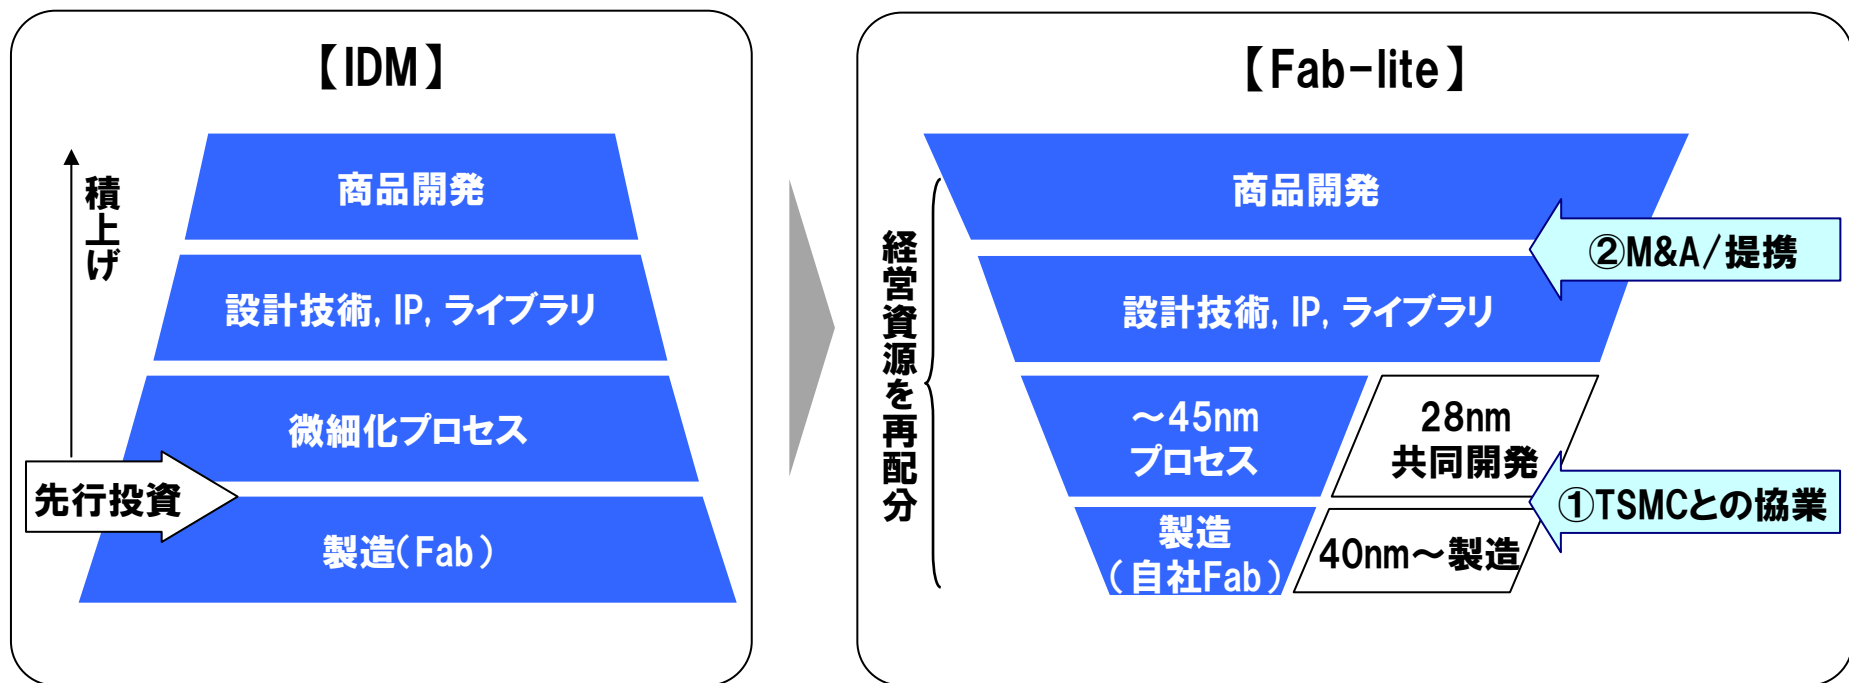 【IDM】
積上げ
商品開発
設計技術, IP, ライブラリ
微細化プロセス
先行投資
製造(Fab)
【Fab-lite】
経営資源を再配分
商品開発
②M&A/提携
設計技術, IP, ライブラリ
～45nm
プロセス
28nm
共同開発
①TSMCとの協業
製造
(自社Fab)
40nm～製造